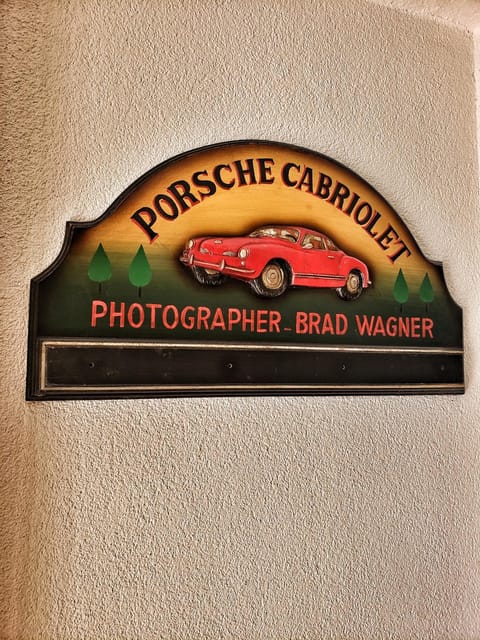 PORSCHE CABRIOLET
PHOTOGRAPHER - BRAD WAGNER